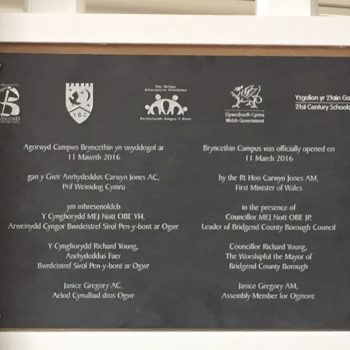 Y.B.C.
The Bridge
Alternative Provision
Llywodraeth Cymru
Welsh Government
Ysgolion yr 21ain Ga
21st Century Schools
Agorwyd Campws Bryncethin yn swyddogol ar
11 Mawrth 2016
gan y Gwir Anrhydeddus Carwyn Jones AC,
Prif Weinidog Cymru
ym mhresenoldeb
Y Cynghorydd MEJ Nott OBE YH,
Arweinydd Cyngor Bwrdeistref Sirol Pen-y-bont ar Ogwr
Y Cynghorydd Richard Young,
Anrhydeddus Faer
Bwrdeistref Sirol Pen-y-bont ar Ogwr
Janice Gregory AC,
Aelod Cynulliad dros Ogwr
Bryncethin Campus was officially opened on
11 March 2016
by the Rt Hon Carwyn Jones AM,
First Minister of Wales
in the presence of
Councillor MEJ Nott OBE JP,
Leader of Bridgend County Borough Council
Councillor Richard Young,
The Worshipful the Mayor of
Bridgend County Borough
Janice Gregory AM,
Assembly Member for Ogmore